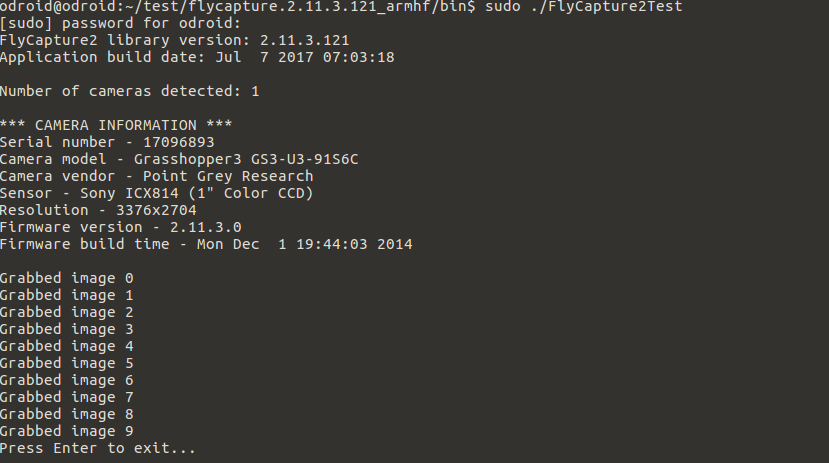 odroid@odroid:~/test/flycapture.2.11.3.121_armhf/bin$ sudo ./FlyCapture2Test
[sudo] password for odroid:
FlyCapture2 library version: 2.11.3.121
Application build date: Jul  7 2017 07:03:18
Number of cameras detected: 1
*** CAMERA INFORMATION ***
Serial number - 17096893
Camera model - Grasshopper3 GS3-U3-91S6C
Camera vendor - Point Grey Research
Sensor - Sony ICX814 (1" Color CCD)
Resolution - 3376x2704
Firmware version - 2.11.3.0
Firmware build time - Mon Dec  1 19:44:03 2014
Grabbed image 0
Grabbed image 1
Grabbed image 2
Grabbed image 3
Grabbed image 4
Grabbed image 5
Grabbed image 6
Grabbed image 7
Grabbed image 8
Grabbed image 9
Press Enter to exit...